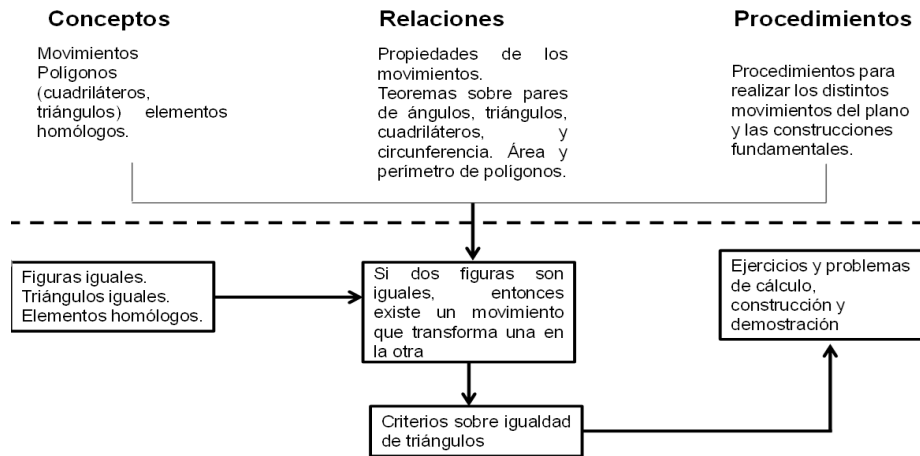 Conceptos
Movimientos
Polígonos
(cuadriláteros,
triángulos) elementos
homólogos.
Relaciones
Propiedades de los
movimientos.
Teoremas sobre pares
de ángulos, triángulos,
cuadriláteros, y
circunferencia. Área y
perímetro de polígonos.
Procedimientos
Procedimientos para
realizar los distintos
movimientos del plano
y las construcciones
fundamentales.
Figuras iguales.
Triángulos iguales.
Elementos homólogos.
Si dos figuras son
iguales, entonces
existe un movimiento
que transforma una en
la otra
Ejercicios y problemas
de cálculo,
construcción y
demostración
Criterios sobre igualdad
de triángulos